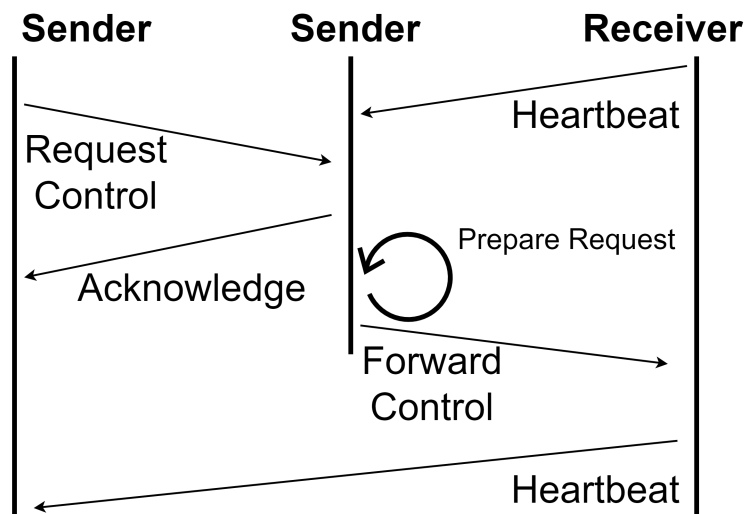 Sender Sender Receiver
Heartbeat
Request
Control
Prepare Request
Acknowledge
Forward
Control
Heartbeat